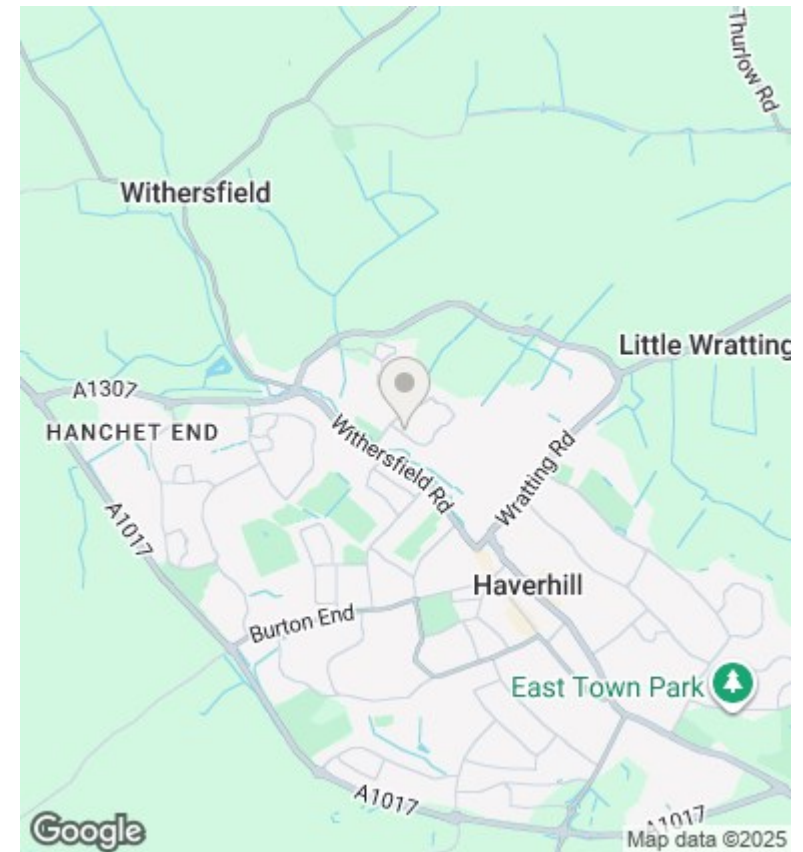 Thurlow Rd
Withersfield
Little Wratting
A1307
HANCHET END
Withersfield Rd
Wratting Rd
A1017
Haverhill
Burton End
East Town Park
A1017
A1017
Google
Map data ©2025